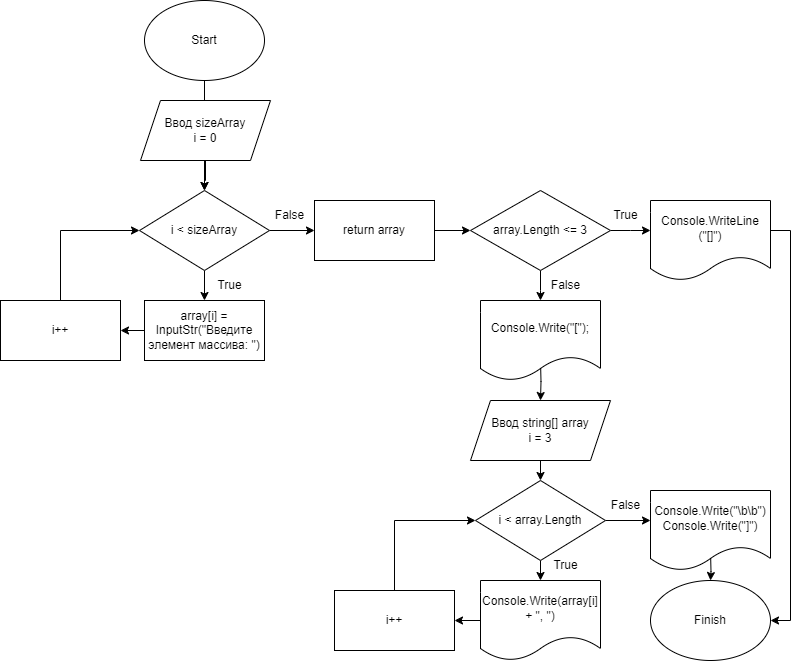 Start
Ввод sizeArray
i = 0
i < sizeArray
False
return array
array.Length <= 3
True
Console.WriteLine
("[]")
True
array[i] =
InputStr("Введите
элемент массива: ")
i++
False
Console.Write("[");
Ввод string[] array
i = 3
i < array.Length
False
Console.Write("\b\b")
Console.Write("]")
True
Console.Write(array[i]
+ ", ")
i++
Finish